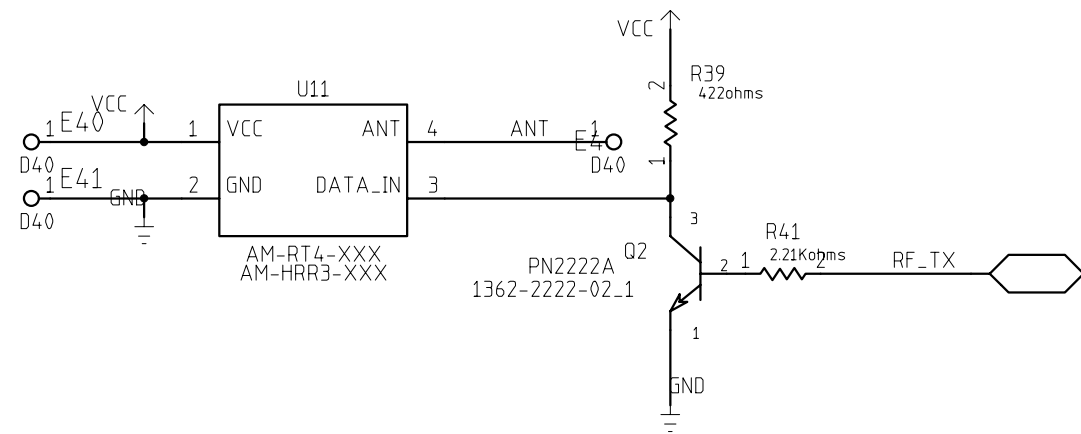 VCC
R39
422ohms
2
1
U11
VCC
1 E40
D40
1 VCC
ANT 4
ANT
1
E4
D40
1 E41
D40
GND
2 GND
DATA_IN 3
AM-RT4-XXX
AM-HRR3-XXX
3
Q2
PN2222A
1362-2222-02_1
2
1
R41
2.21Kohms
1
2
RF_TX
GND